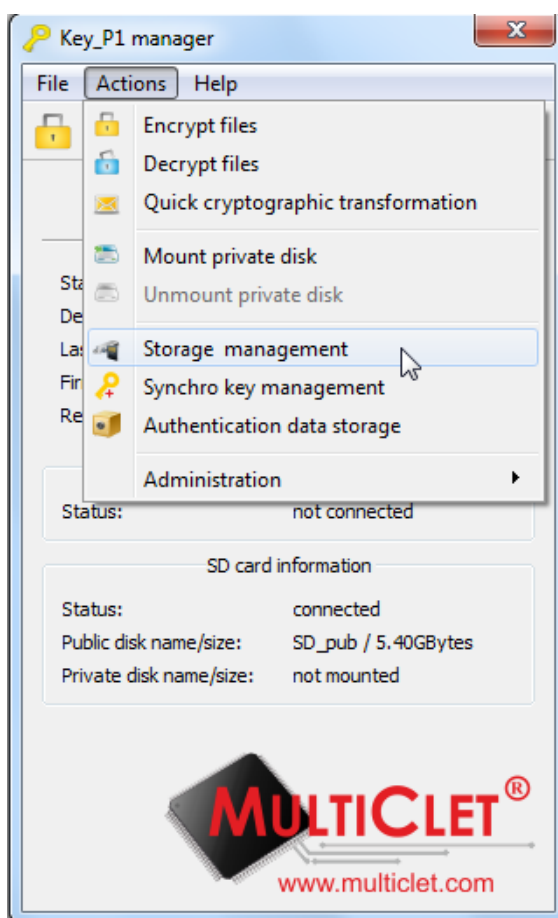 Key_P1 manager
x
File Actions Help
Encrypt files
Decrypt files
Quick cryptographic transformation
Mount private disk
Unmount private disk
Storage management
Synchro key management
Authentication data storage
Administration
Status: not connected
SD card information
Status: connected
Public disk name/size: SD_pub / 5.40GBytes
Private disk name/size: not mounted
MULTICLET®
www.multiclet.com